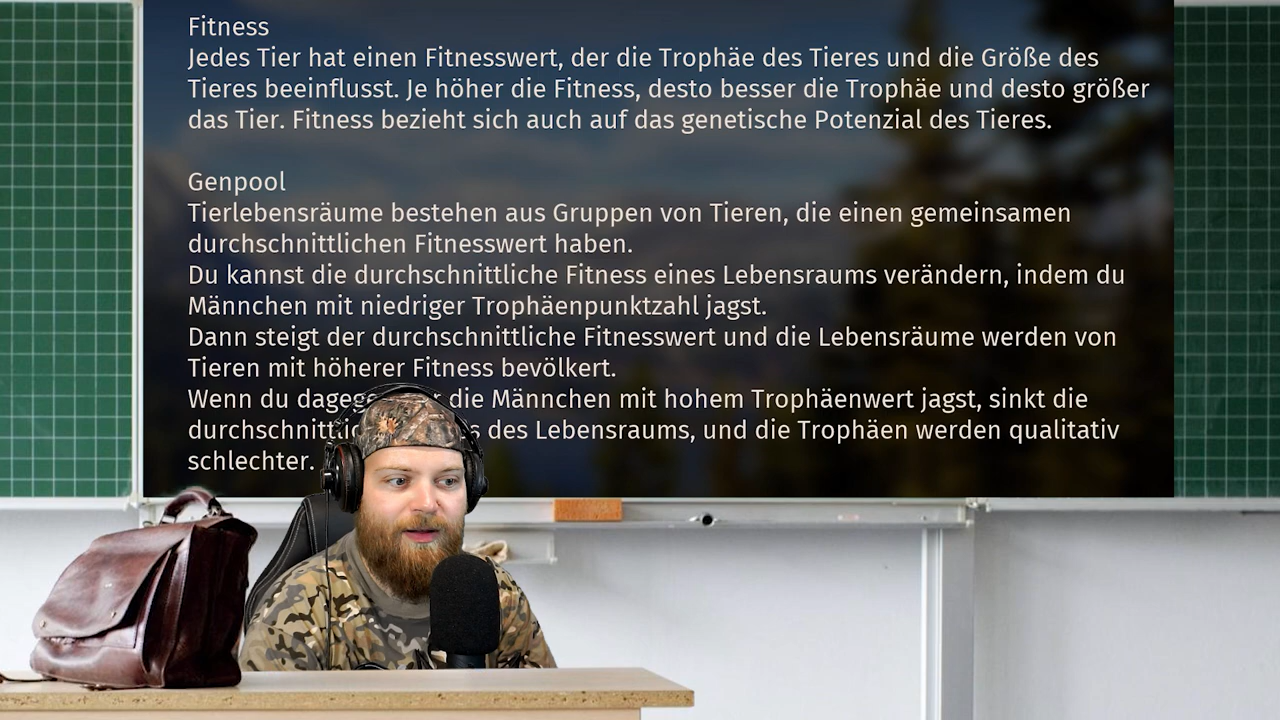 Fitness
Jedes Tier hat einen Fitnesswert, der die Trophäe des Tieres und die Größe des
Tieres beeinflusst. Je höher die Fitness, desto besser die Trophäe und desto größer
das Tier. Fitness bezieht sich auch auf das genetische Potenzial des Tieres.
Genpool
Tierlebensräume bestehen aus Gruppen von Tieren, die einen gemeinsamen
durchschnittlichen Fitnesswert haben.
Du kannst die durchschnittliche Fitness eines Lebensraums verändern, indem du
Männchen mit niedriger Trophäenpunktzahl jagst.
Dann steigt der durchschnittliche Fitnesswert und die Lebensräume werden von
Tieren mit höherer Fitness bevölkert.
Wenn du die Männchen mit hohem Trophäenwert jagst, sinkt die
des Lebensraums, und die Trophäen werden qualitativ
schlechter.